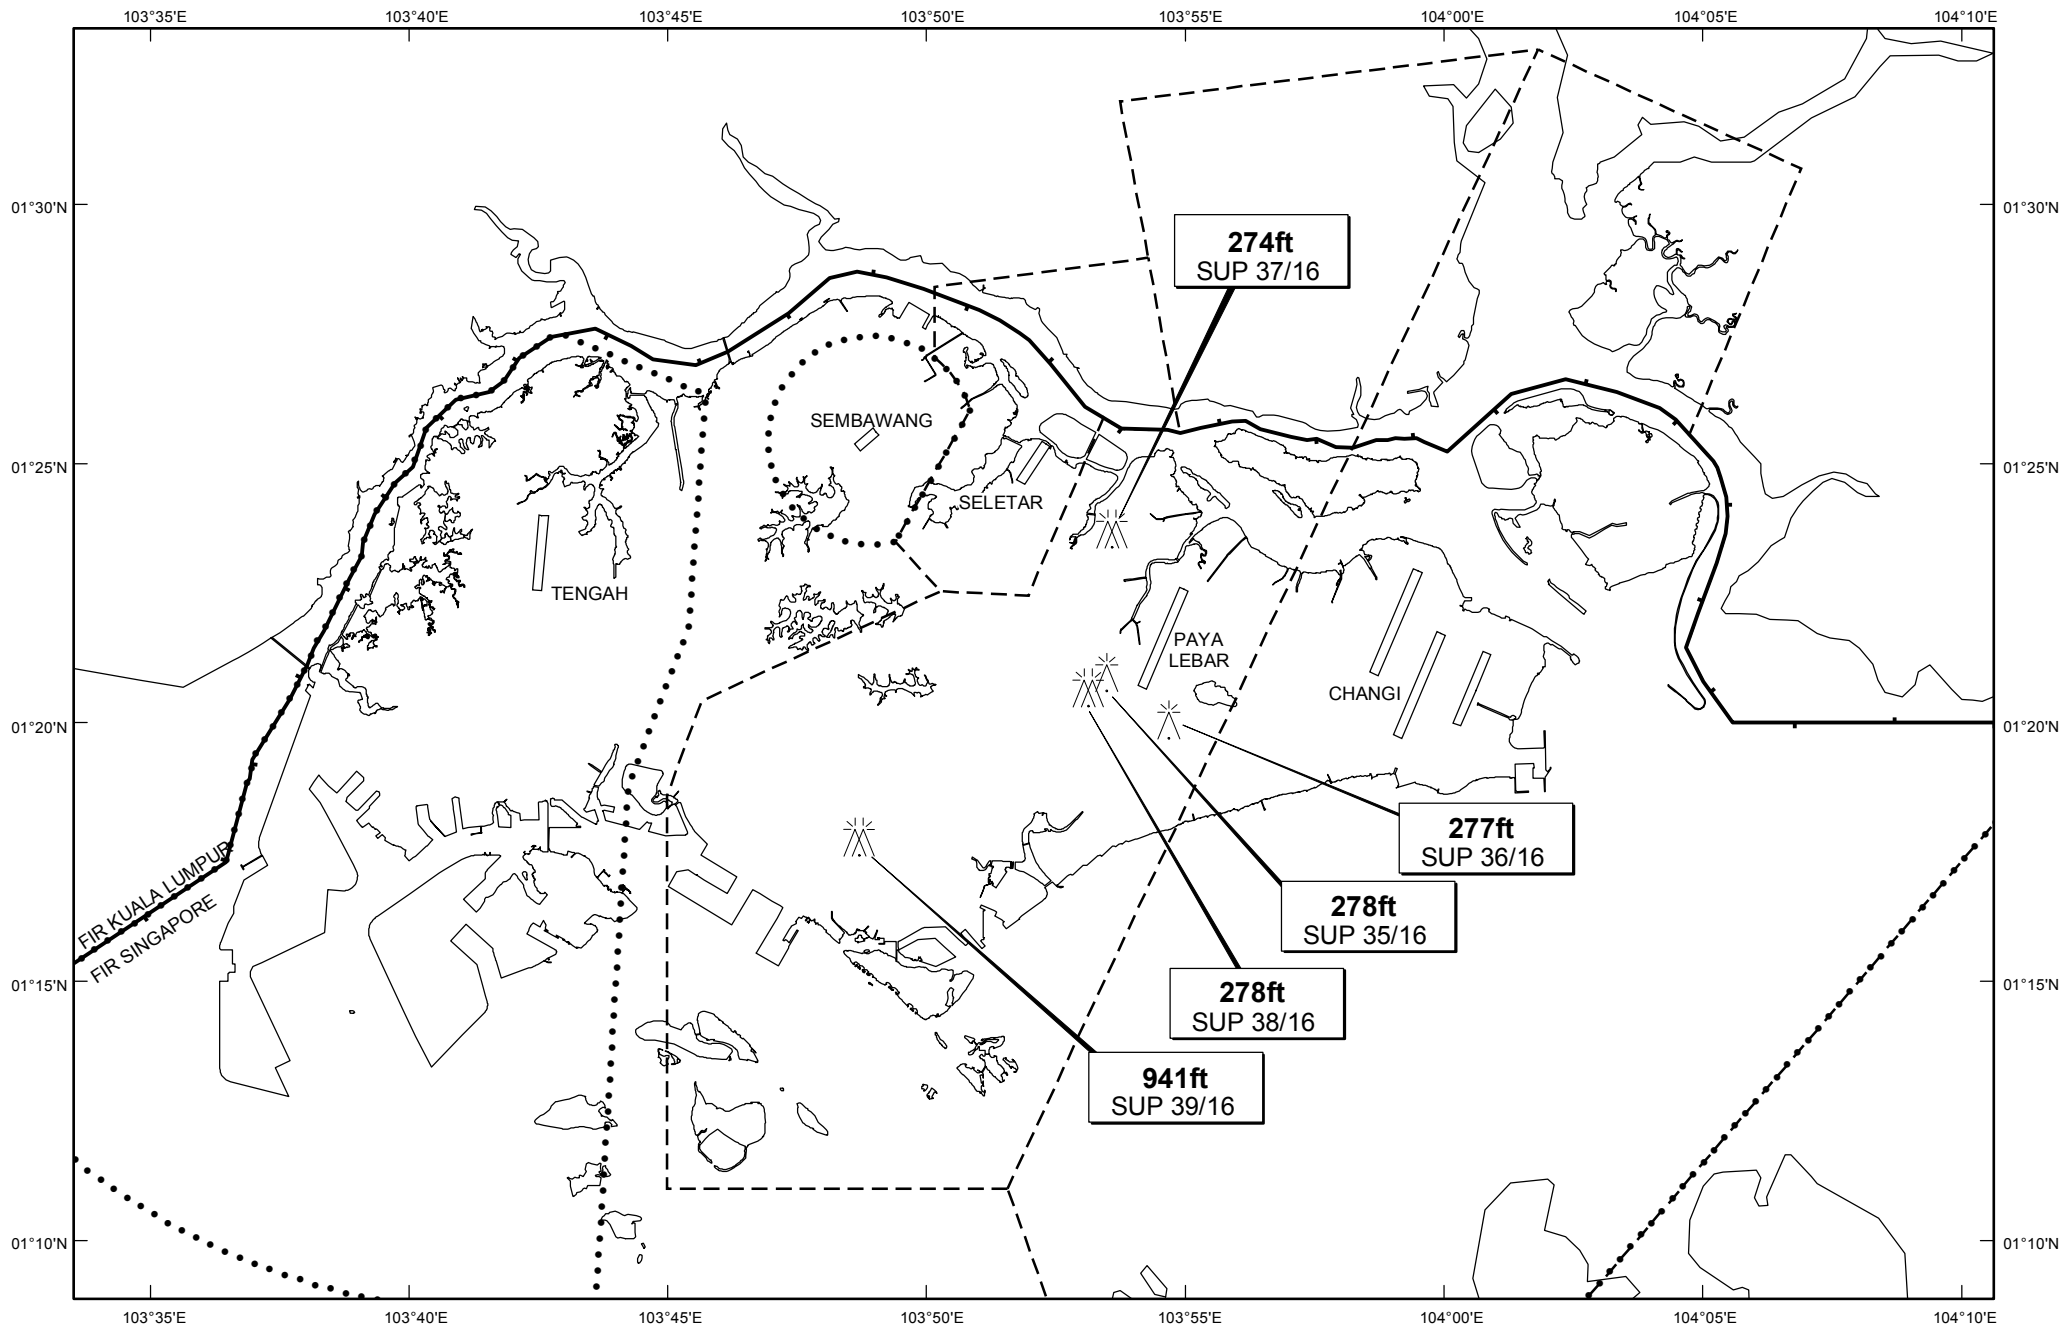 103°35'E
103°40'E
103°45'E
103°50'E
103°55'E
104°00'E
104°05'E
104°10'E
01°30'N
01°30'N
274ft
SUP 37/16
SEMBAWANG
01°25'N
01°25'N
SELETAR
TENGAH
PAYA
LEBAR
CHANGI
01°20'N
01°20'N
277ft
SUP 36/16
FIR KUALA LUMPUR
FIR SINGAPORE
278ft
SUP 35/16
01°15'N
01°15'N
278ft
SUP 38/16
941ft
SUP 39/16
01°10'N
01°10'N
103°35'E
103°40'E
103°45'E
103°50'E
103°55'E
104°00'E
104°05'E
104°10'E